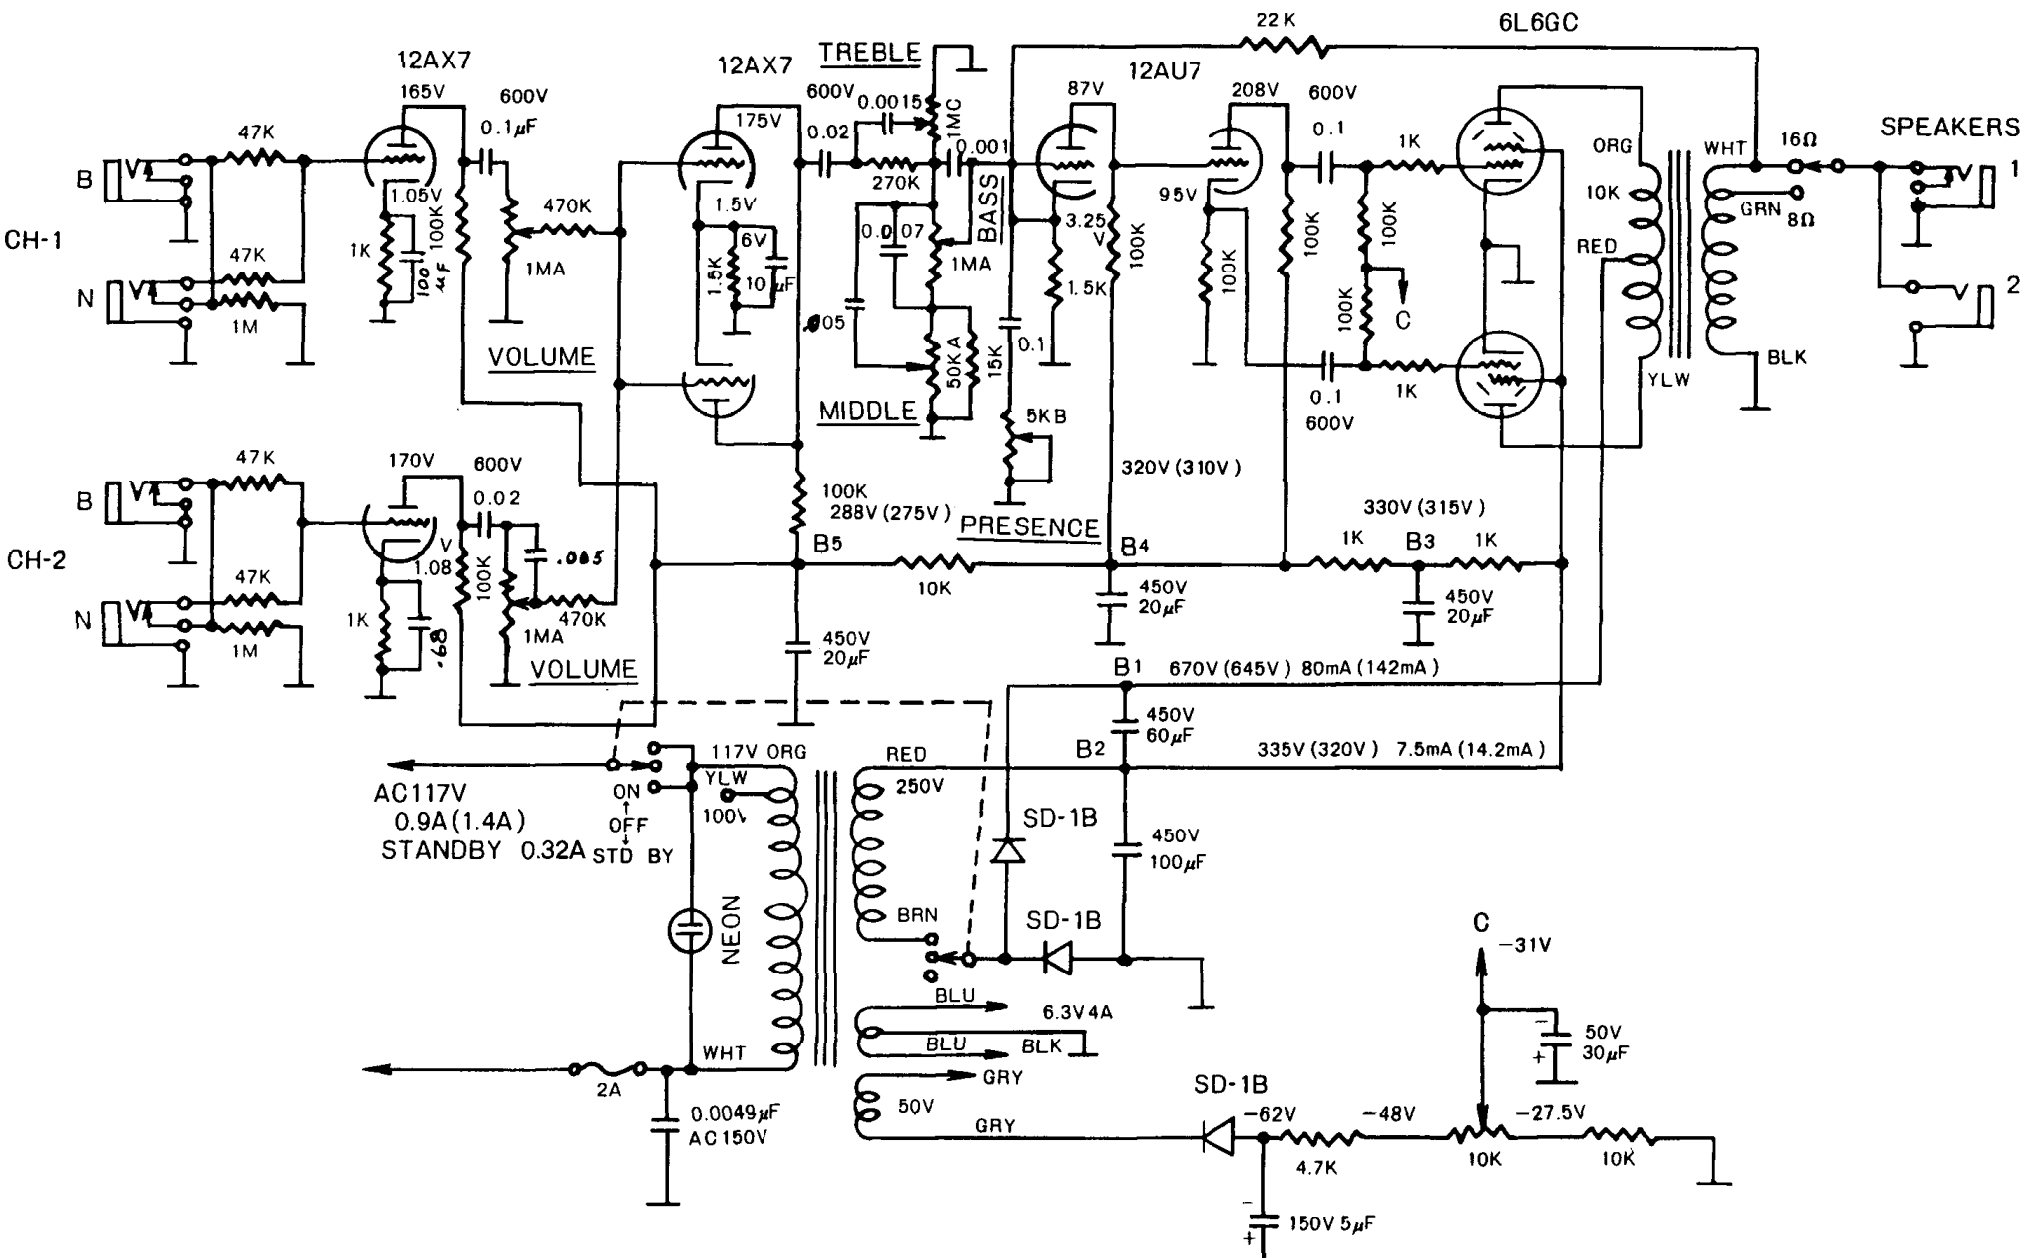 22K
6L6GC
12AX7
12AX7
TREBLE
12AU7
165V
600V
0.1µF
175V
600V
0.0015
1MC
87V
208V
600V
47K
0.02
0.001
0.1
1K
ORG
WHT
16Ω
SPEAKERS
B
1.05V
470K
270K
BASS
95V
10K
GRN
8Ω
1
CH-1
1K
100µF
100K
1MA
1.5V
6V
1.5K
10µF
1MA
3.25V
100K
100K
100K
100K
RED
47K
N
1M
VOLUME
.005
50KA
15K
0.1
1.5K
100K
C
2
MIDDLE
5KB
0.1
600V
1K
YLW
BLK
47K
170V
600V
0.02
100K
288V (275V)
PRESENCE
320V (310V)
330V (315V)
B
CH-2
1.08V
100K
B5
10K
B4
1K
B3
1K
47K
N
1M
1K
.68
1MA
470K
VOLUME
450V
20µF
450V
20µF
450V
20µF
B1
670V (645V) 80mA (142mA)
450V
60µF
B2
335V (320V) 7.5mA (14.2mA)
117V ORG
YLW
100V
RED
250V
AC117V
0.9A (1.4A)
STANDBY 0.32A
ON
OFF
STD BY
SD-1B
450V
100µF
NEON
BRN
SD-1B
C
-31V
BLU
6.3V 4A
BLU
BLK
50V
30µF
WHT
2A
0.0049µF
AC150V
GRY
50V
GRY
SD-1B
-62V
-48V
-27.5V
4.7K
10K
10K
150V 5µF